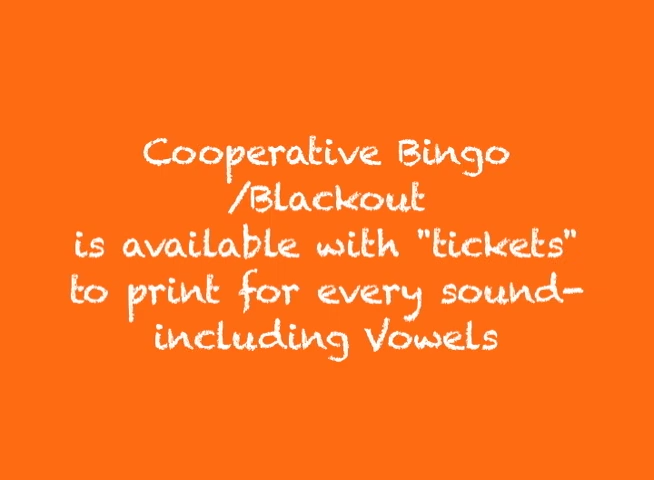 Cooperative Bingo
/Blackout
is available with "tickets"
to print for every sound-
including Vowels